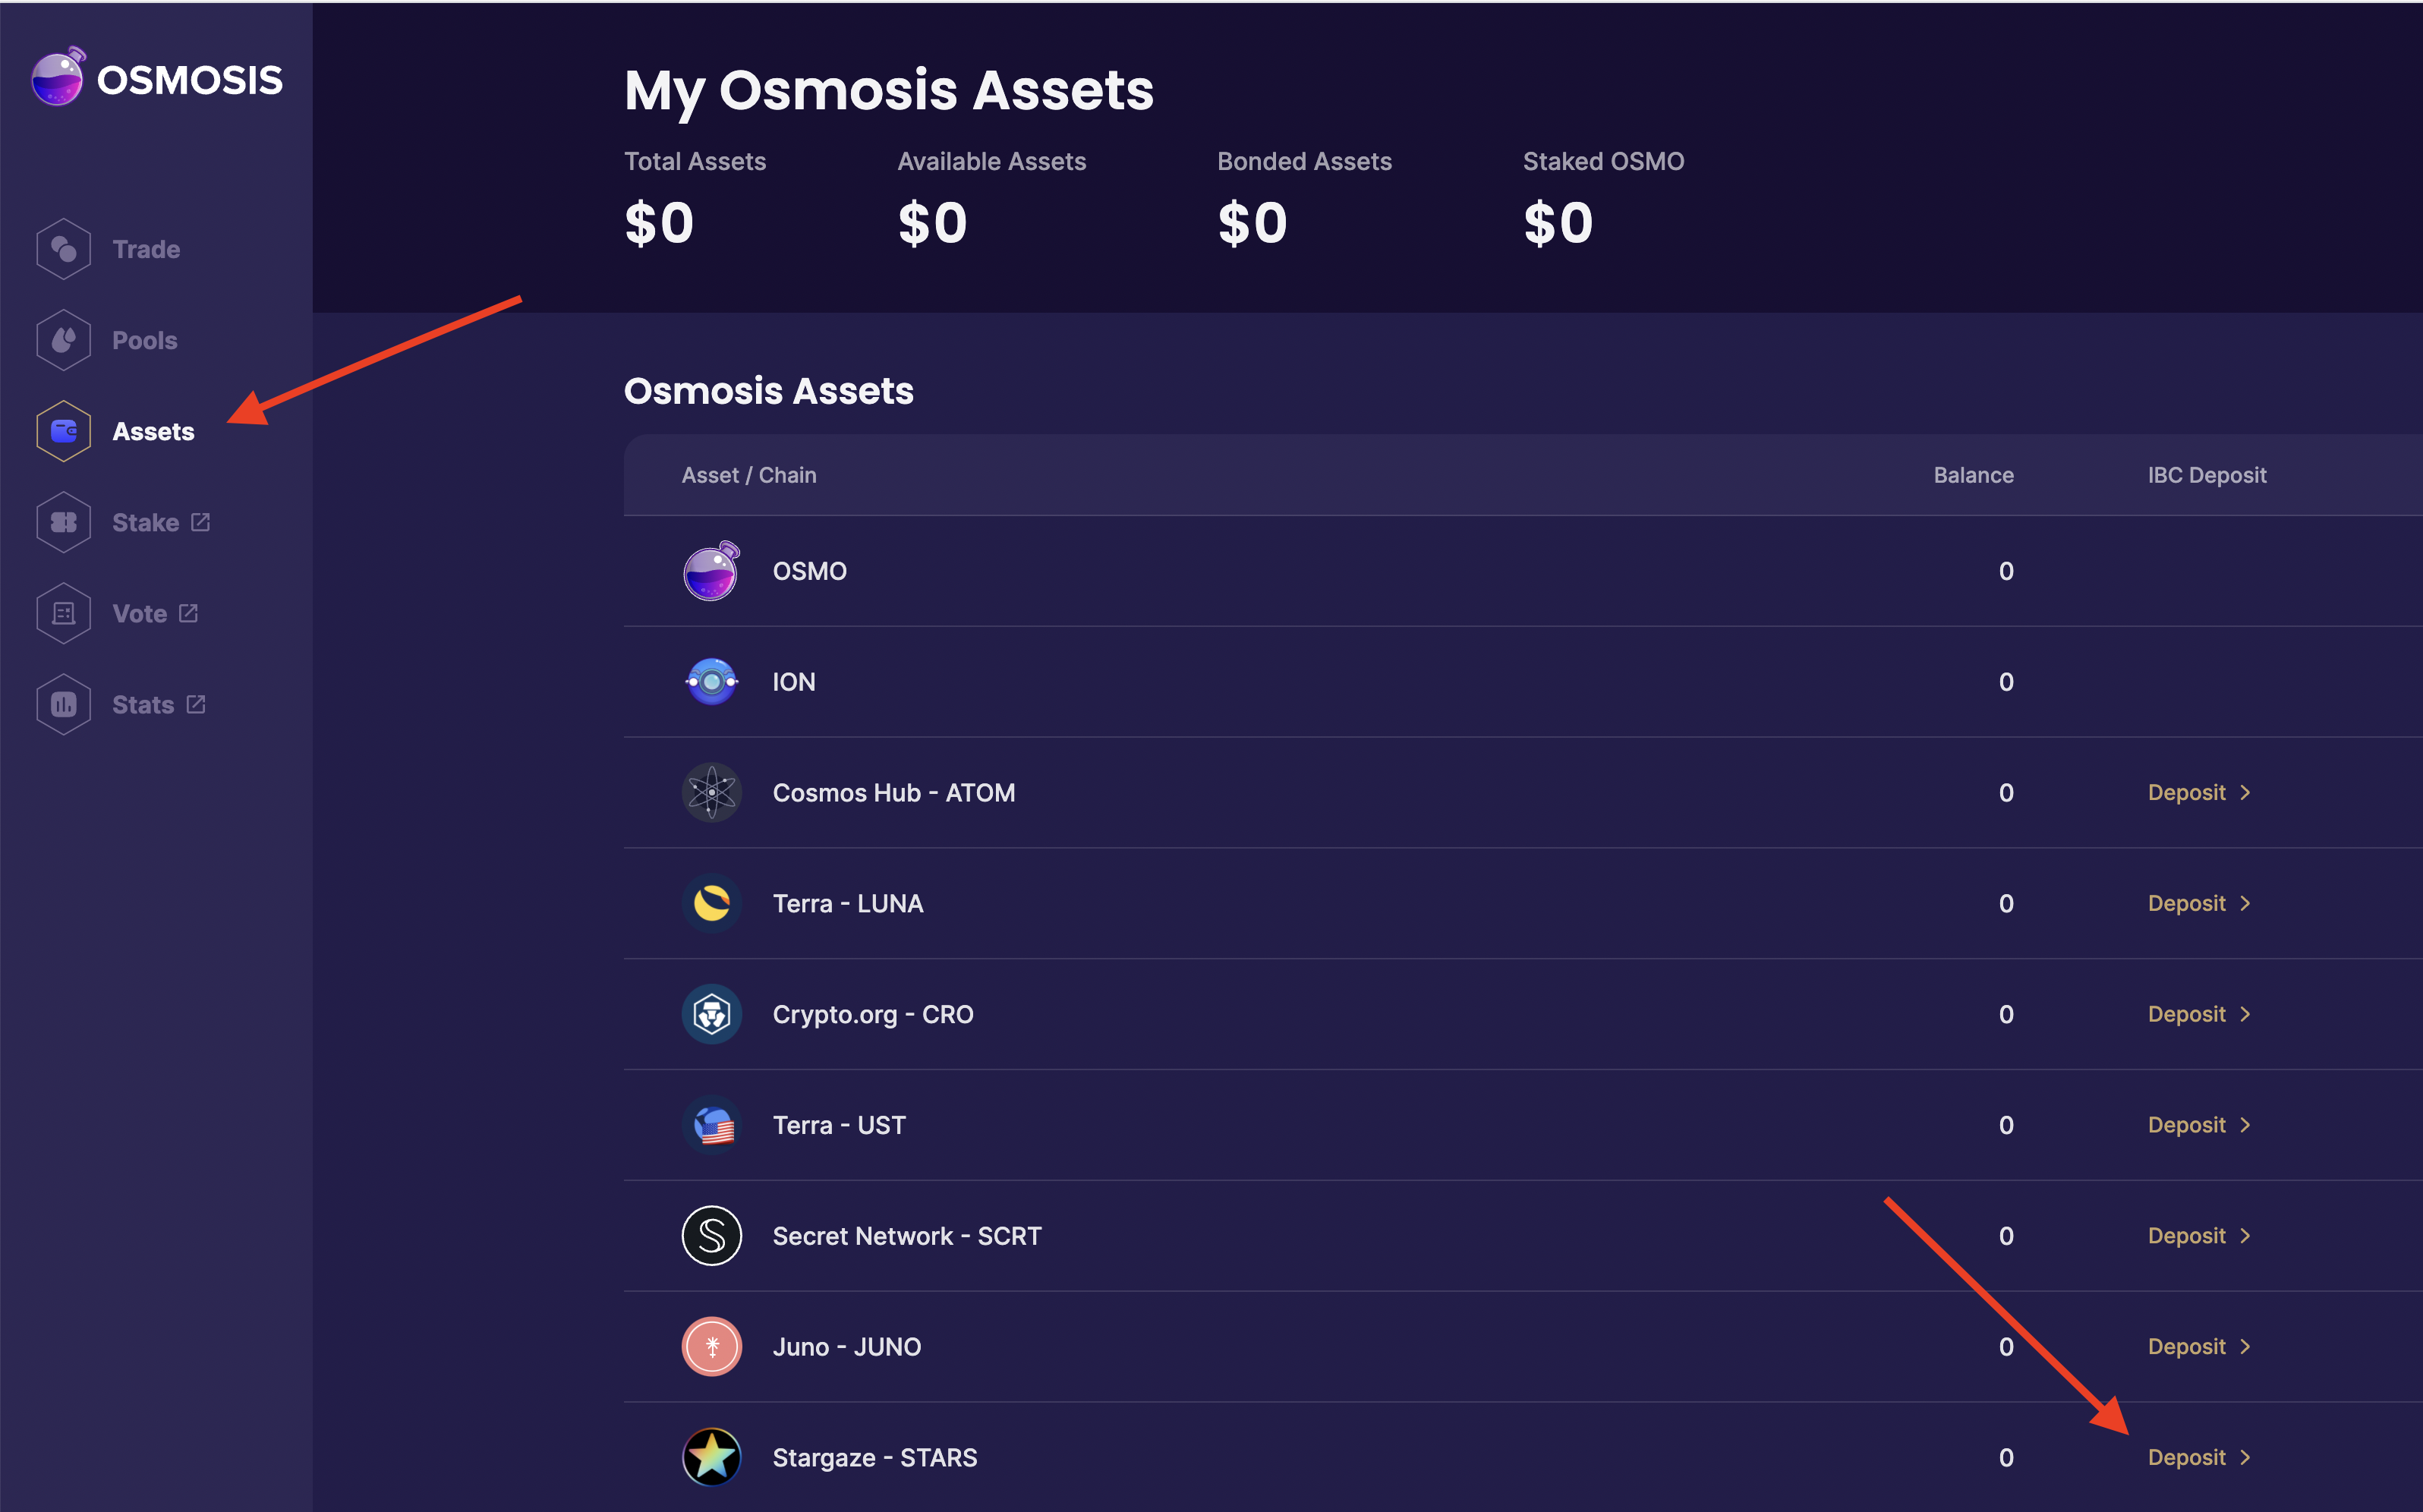 OSMOSIS
Trade
Pools
Assets
Stake
Vote
Stats
My Osmosis Assets
Total Assets Available Assets Bonded Assets Staked OSMO
$0 $0 $0 $0
Osmosis Assets
Asset / Chain Balance IBC Deposit
OSMO 0
ION 0
Cosmos Hub - ATOM 0 Deposit
Terra - LUNA 0 Deposit
Crypto.org - CRO 0 Deposit
Terra - UST 0 Deposit
Secret Network - SCRT 0 Deposit
Juno - JUNO 0 Deposit
Stargaze - STARS 0 Deposit